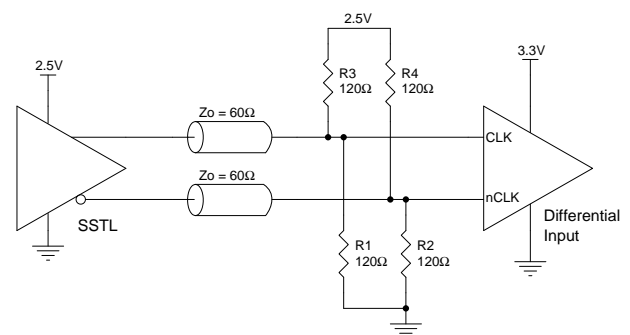 2.5V
3.3V
2.5V
R3
120Ω
R4
120Ω
Zo = 60Ω
CLK
Zo = 60Ω
nCLK
SSTL
Differential
Input
R1
120Ω
R2
120Ω